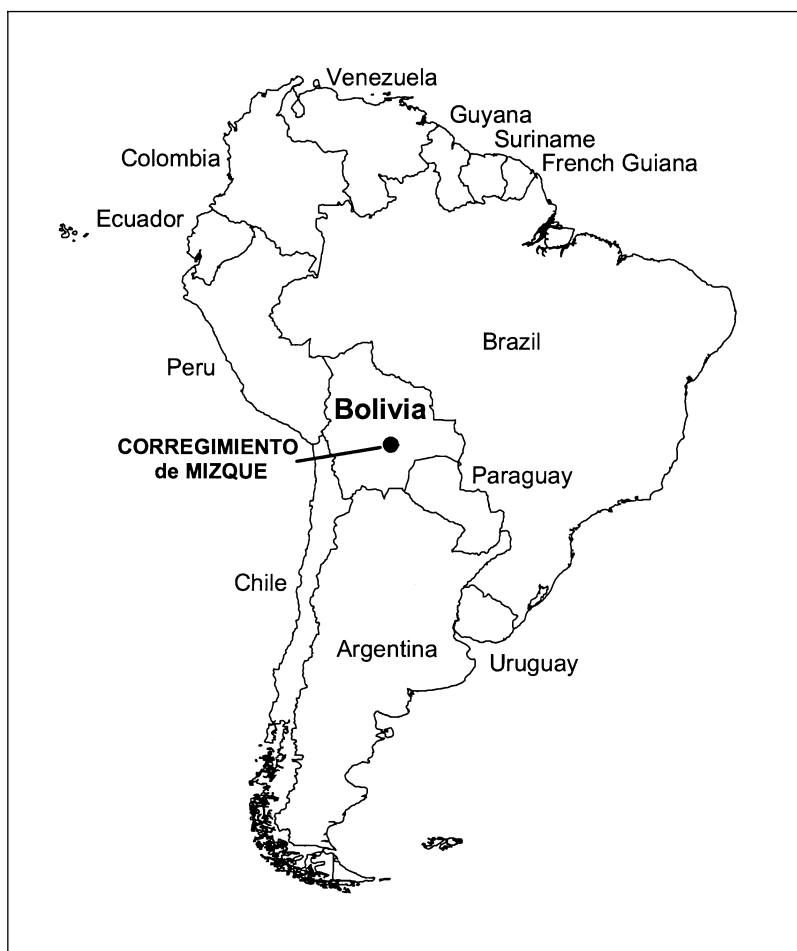 Venezuela
Guyana
Suriname
French Guiana
Colombia
Ecuador
Brazil
Peru
Bolivia
CORREGIMIENTO
de MIZQUE
Paraguay
Chile
Argentina
Uruguay